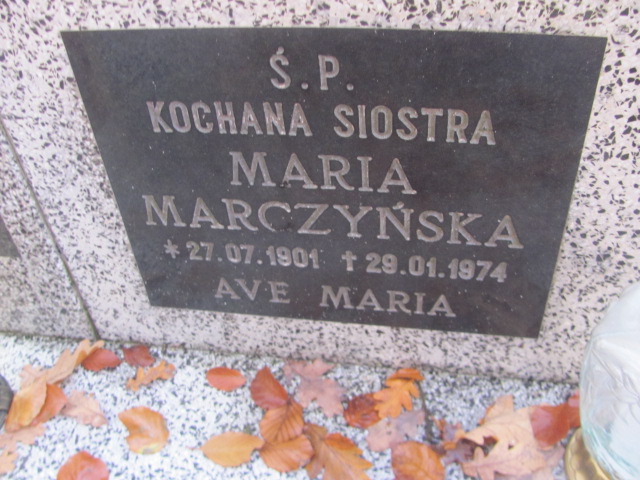 Ś.P.
KOCHANA SIOSTRA
MARIA
MARCZYŃSKA
* 27.07.1901 † 29.01.1974
AVE MARIA